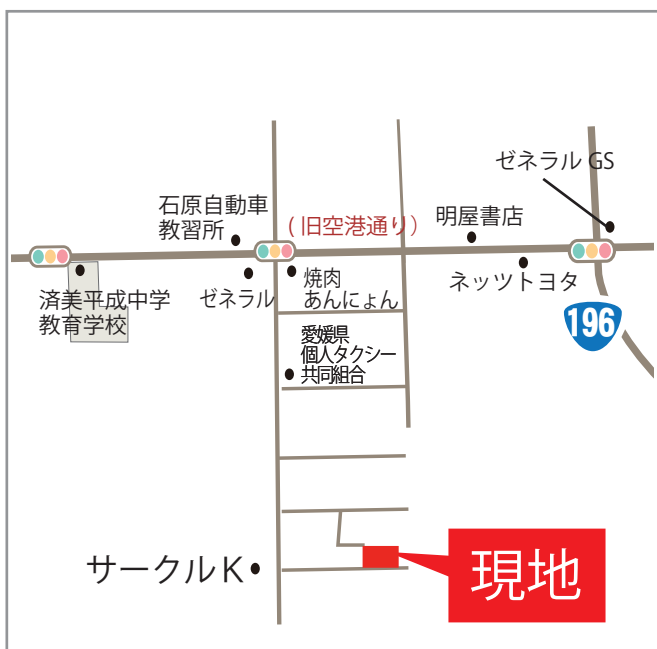 ゼネラル GS
石原自動車
教習所
(旧空港通り)
明屋書店
済美平成中学
教育学校
ゼネラル
焼肉
あんにょん
ネッツトヨタ
196
愛媛県
個人タクシー
共同組合
サークルK
現地